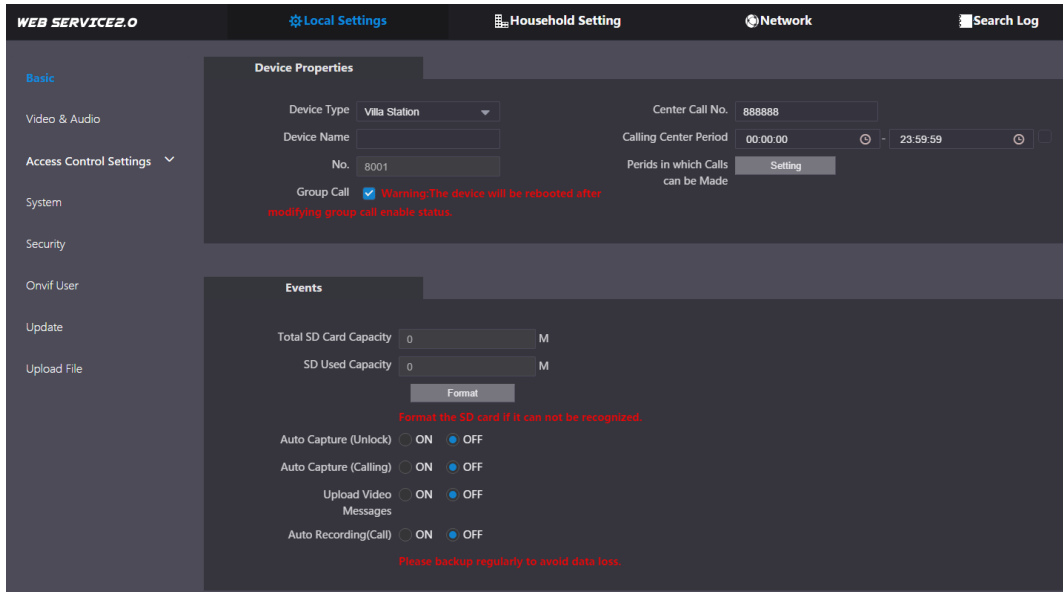 WEB SERVICE2.0
Local Settings
Household Setting
Network
Search Log
Basic
Video & Audio
Access Control Settings
System
Security
Onvif User
Update
Upload File
Device Properties
Device Type Villa Station
Device Name
No. 8001
Group Call Warning:The device will be rebooted after
modifying group call enable status.
Center Call No. 888888
Calling Center Period 00:00:00 - 23:59:59
Perids in which Calls Setting
can be Made
Events
Total SD Card Capacity 0 M
SD Used Capacity 0 M
Format
Format the SD card if it can not be recognized.
Auto Capture (Unlock) ON OFF
Auto Capture (Calling) ON OFF
Upload Video ON OFF
Messages
Auto Recording(Call) ON OFF
Please backup regularly to avoid data loss.